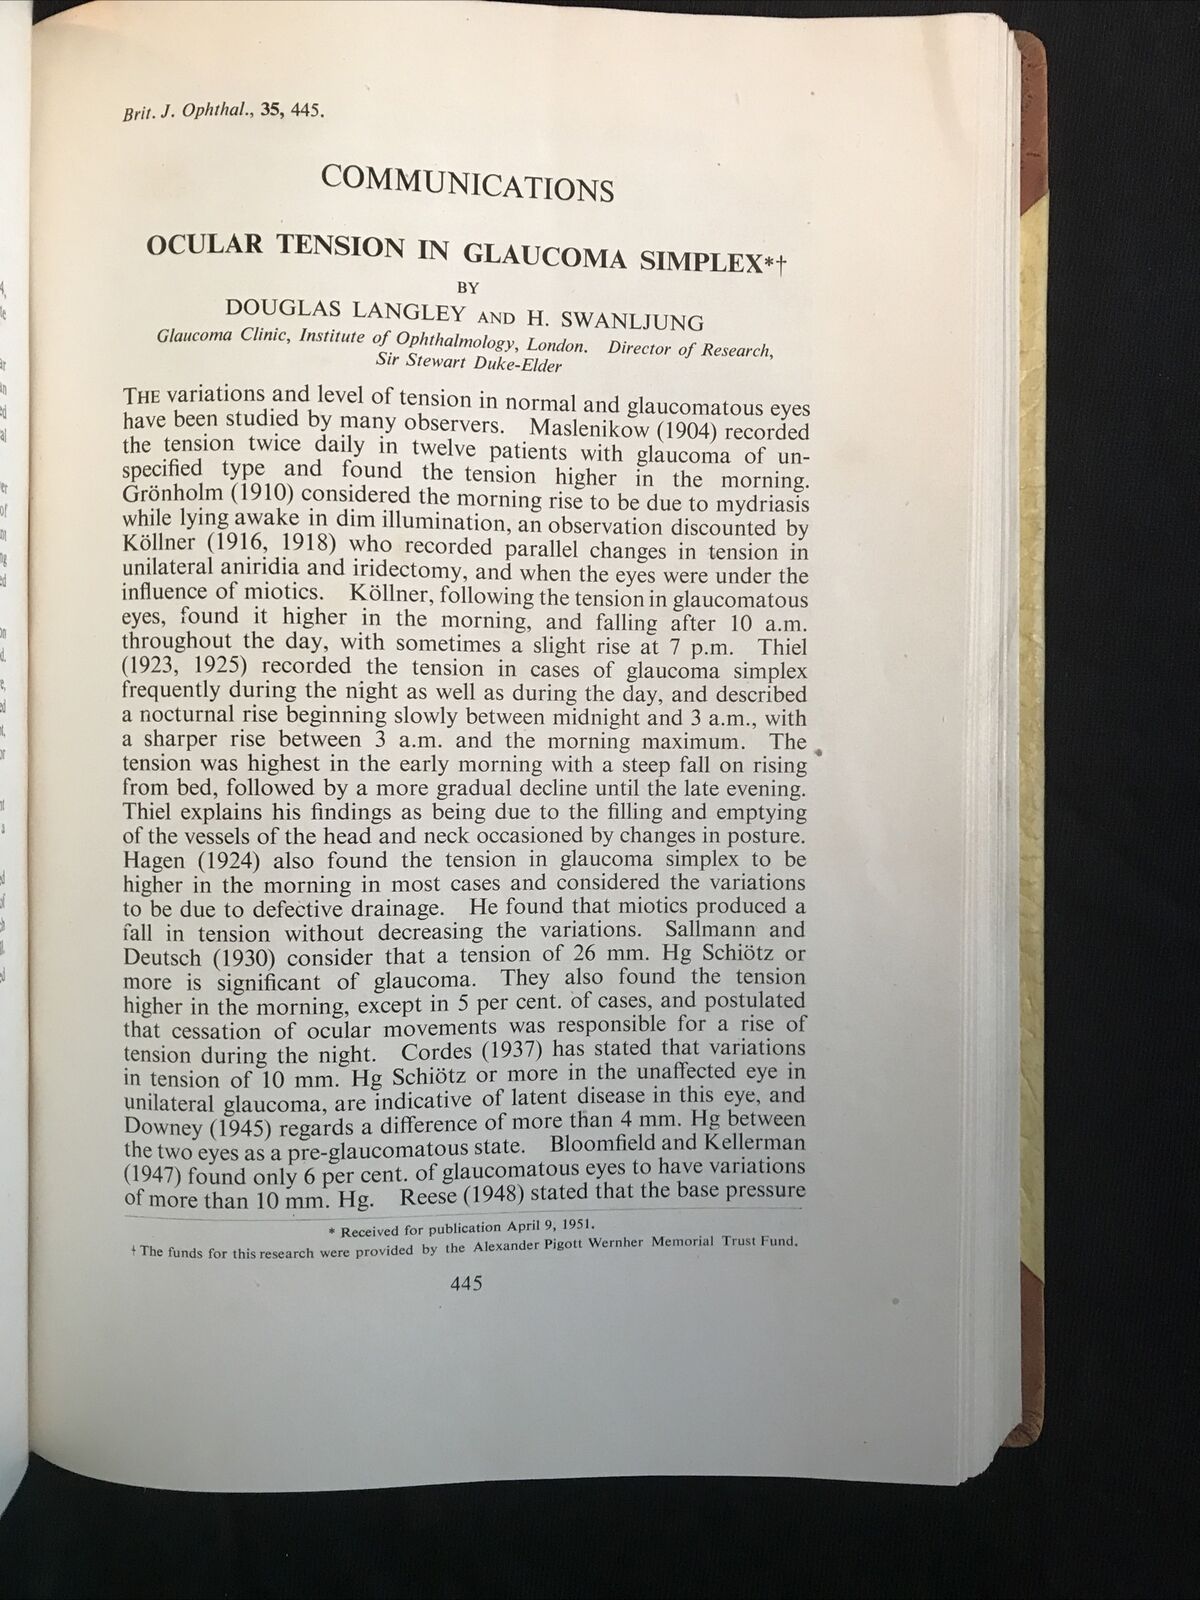 Brit. J. Ophthal., 35, 445.
COMMUNICATIONS
OCULAR TENSION IN GLAUCOMA SIMPLEX*†
BY
DOUGLAS LANGLEY AND H. SWANLJUNG
Glaucoma Clinic, Institute of Ophthalmology, London. Director of Research,
Sir Stewart Duke-Elder
THE variations and level of tension in normal and glaucomatous eyes
have been studied by many observers. Maslenikow (1904) recorded
the tension twice daily in twelve patients with glaucoma of un-
specified type and found the tension higher in the morning.
Grönholm (1910) considered the morning rise to be due to mydriasis
while lying awake in dim illumination, an observation discounted by
Köllner (1916, 1918) who recorded parallel changes in tension in
unilateral aniridia and iridectomy, and when the eyes were under the
influence of miotics. Köllner, following the tension in glaucomatous
eyes, found it higher in the morning, and falling after 10 a.m.
throughout the day, with sometimes a slight rise at 7 p.m. Thiel
(1923, 1925) recorded the tension in cases of glaucoma simplex
frequently during the night as well as during the day, and described
a nocturnal rise beginning slowly between midnight and 3 a.m., with
a sharper rise between 3 a.m. and the morning maximum. The
tension was highest in the early morning with a steep fall on rising
from bed, followed by a more gradual decline until the late evening.
Thiel explains his findings as being due to the filling and emptying
of the vessels of the head and neck occasioned by changes in posture.
Hagen (1924) also found the tension in glaucoma simplex to be
higher in the morning in most cases and considered the variations
to be due to defective drainage. He found that miotics produced a
fall in tension without decreasing the variations. Sallmann and
Deutsch (1930) consider that a tension of 26 mm. Hg Schiötz or
more is significant of glaucoma. They also found the tension
higher in the morning, except in 5 per cent. of cases, and postulated
that cessation of ocular movements was responsible for a rise of
tension during the night. Cordes (1937) has stated that variations
in tension of 10 mm. Hg Schiötz or more in the unaffected eye in
unilateral glaucoma, are indicative of latent disease in this eye, and
Downey (1945) regards a difference of more than 4 mm. Hg between
the two eyes as a pre-glaucomatous state. Bloomfield and Kellerman
(1947) found only 6 per cent. of glaucomatous eyes to have variations
of more than 10 mm. Hg. Reese (1948) stated that the base pressure
* Received for publication April 9, 1951.
† The funds for this research were provided by the Alexander Pigott Wernher Memorial Trust Fund.
445